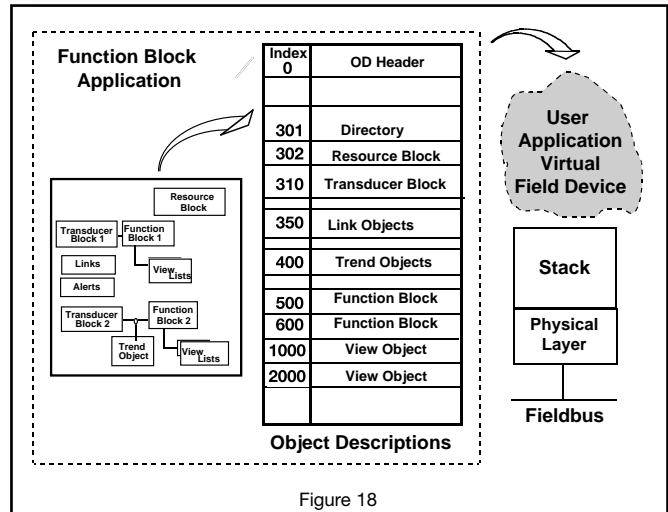 Function Block
Application
Index
0
OD Header
301
Directory
302
Resource Block
310
Transducer Block
350
Link Objects
400
Trend Objects
500
Function Block
600
Function Block
1000
View Object
2000
View Object
Object Descriptions
Resource
Block
Transducer
Block 1
Function
Block 1
Links
View
Lists
Alerts
Transducer
Block 2
Function
Block 2
Trend
Object
View
Lists
User
Application
Virtual
Field Device
Stack
Physical
Layer
Fieldbus
Figure 18